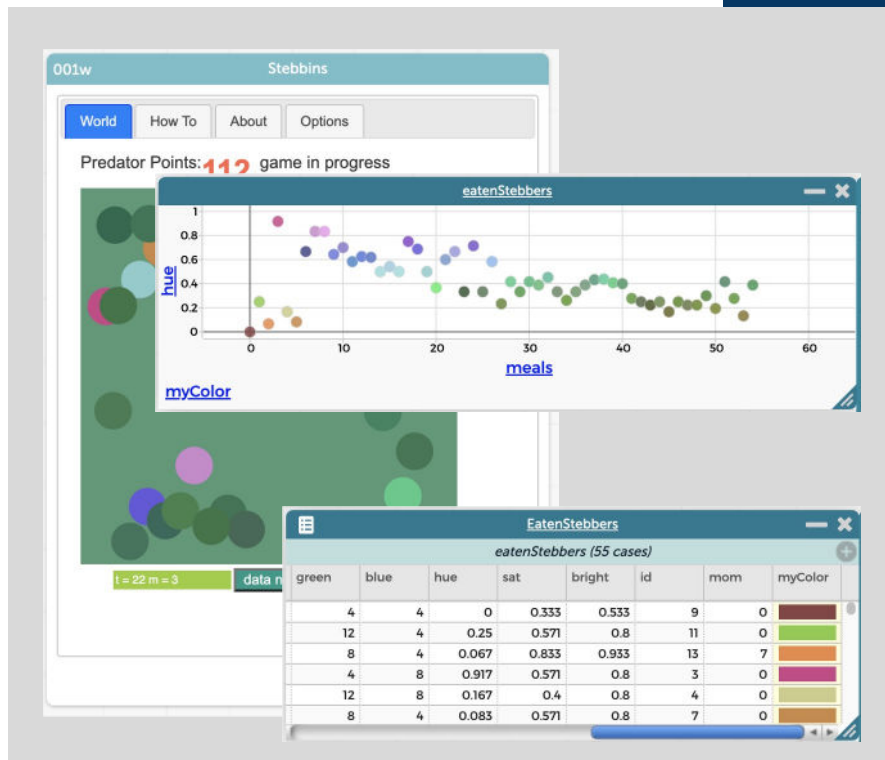 001w Stebbins
World How To About Options
Predator Points: 112 game in progress
eatenStebbers
1
0.8
0.6
0.4
0.2
0
hue
0 10 20 30 40 50 60
meals
myColor
t = 22 m = 3 data
EatenStebbers
eatenStebbers (55 cases)
green blue hue sat bright id mom myColor
4 4 0 0.333 0.533 9 0
12 4 0.25 0.571 0.8 11 0
8 4 0.067 0.833 0.933 13 7
4 8 0.917 0.571 0.8 3 0
12 8 0.167 0.4 0.8 4 0
8 4 0.083 0.571 0.8 7 0